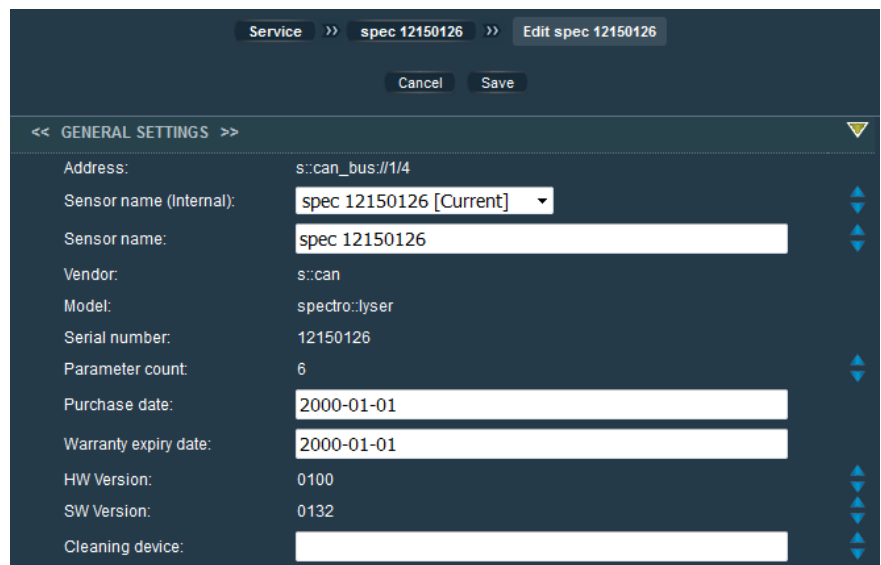 Service >> spec 12150126 >> Edit spec 12150126
Cancel Save
<< GENERAL SETTINGS >>
Address: s::can_bus://1/4
Sensor name (Internal): spec 12150126 [Current]
Sensor name: spec 12150126
Vendor: s::can
Model: spectro::lyser
Serial number: 12150126
Parameter count: 6
Purchase date: 2000-01-01
Warranty expiry date: 2000-01-01
HW Version: 0100
SW Version: 0132
Cleaning device: